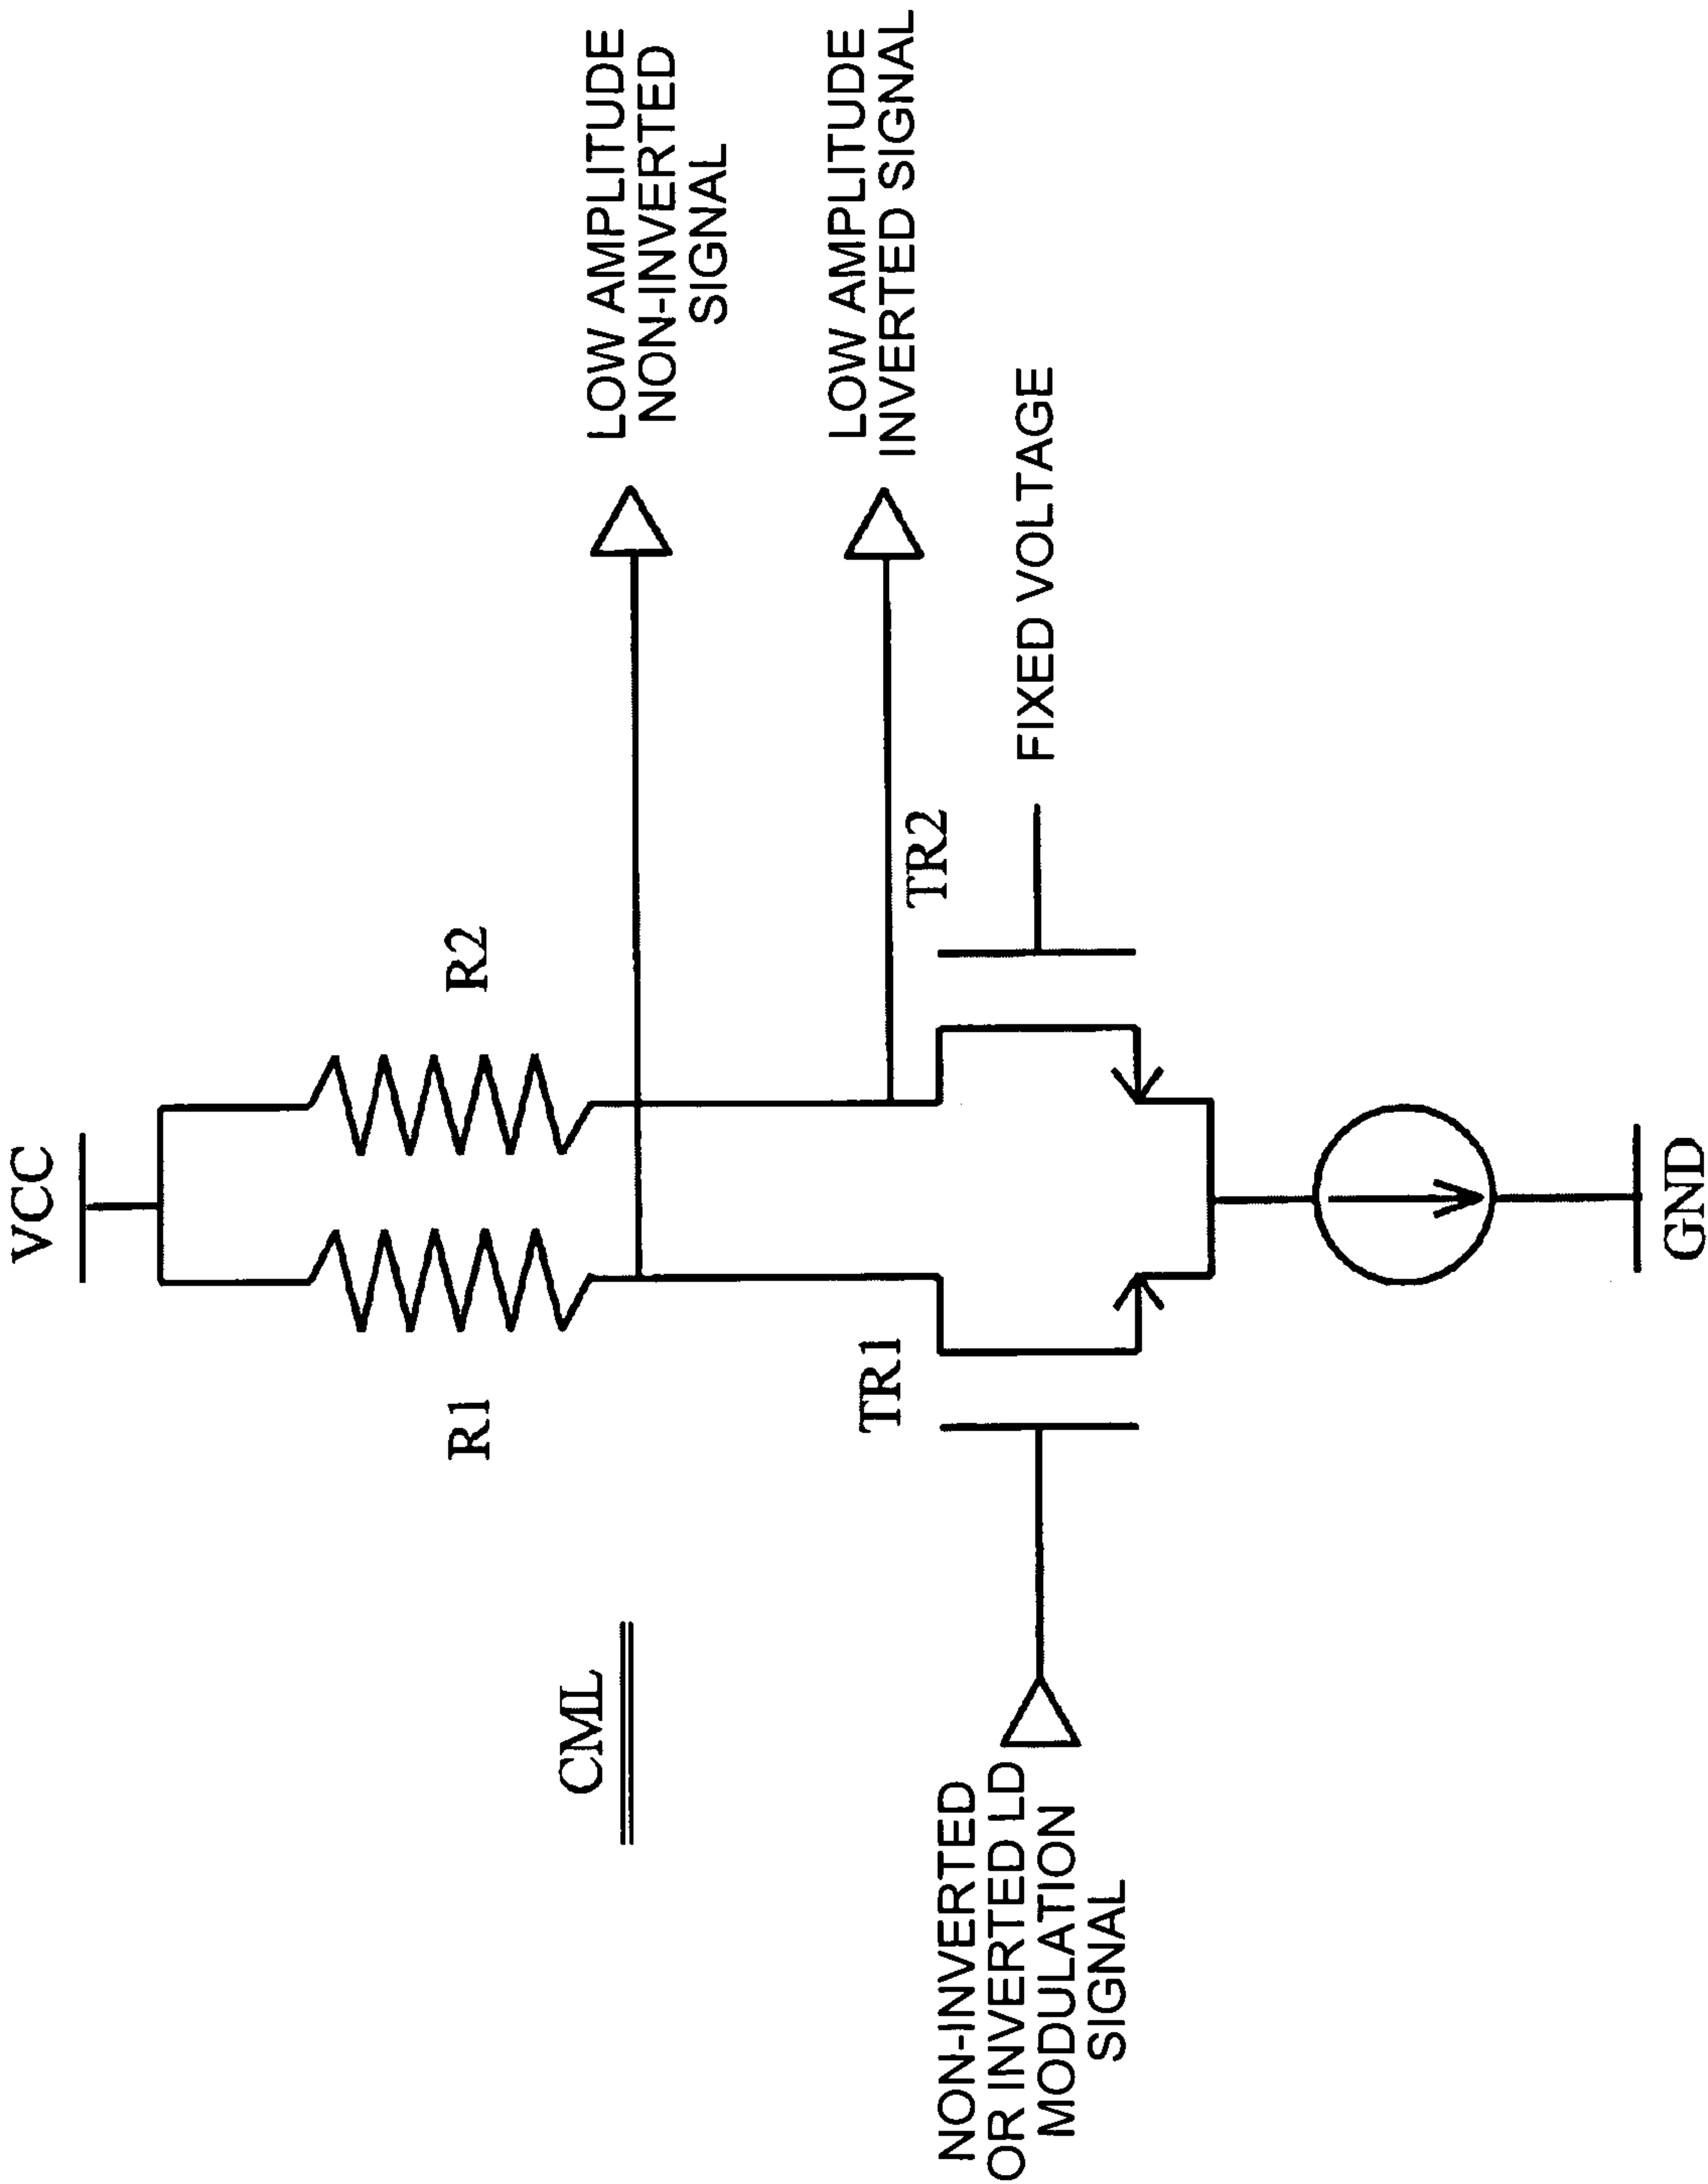 VCC
R1
R2
CML
LOW AMPLITUDE
NON-INVERTED
SIGNAL
TR1
TR2
LOW AMPLITUDE
INVERTED SIGNAL
NON-INVERTED
OR INVERTED LD
MODULATION
SIGNAL
FIXED VOLTAGE
GND